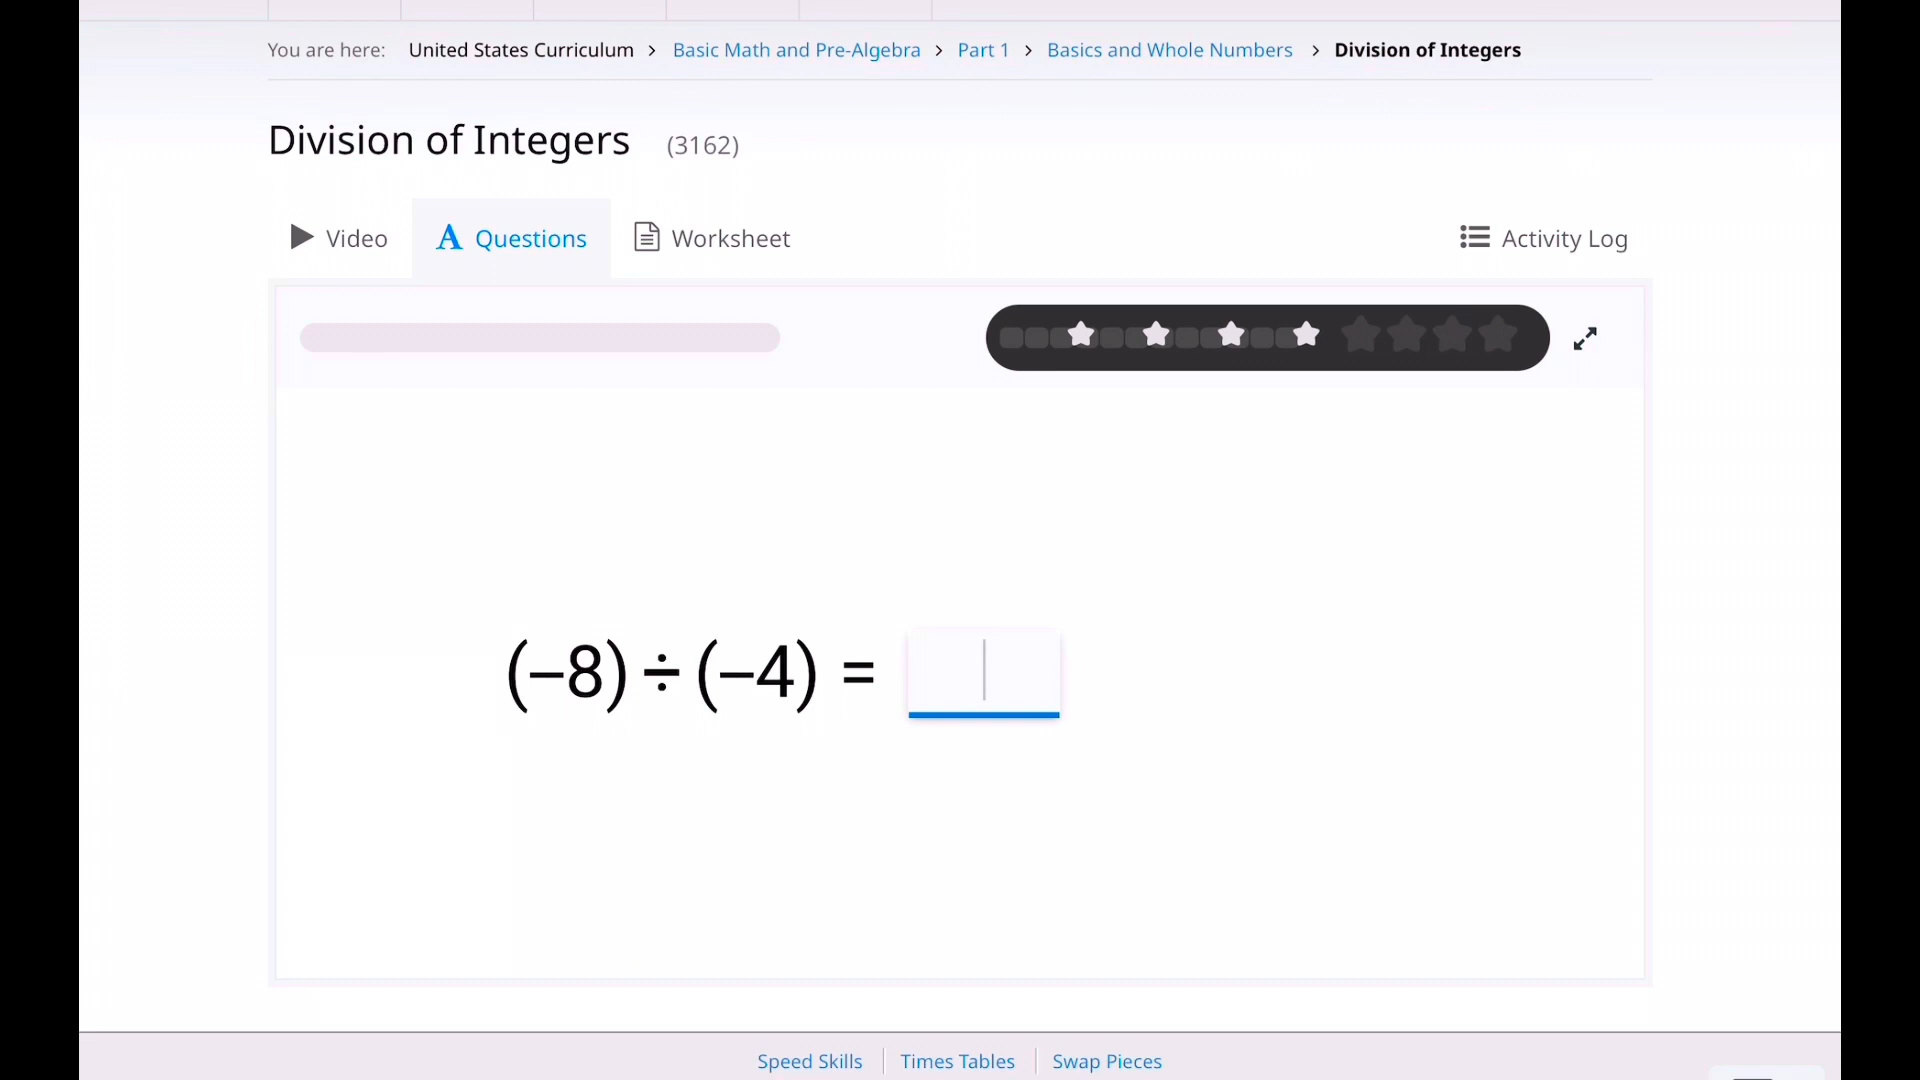 You are here: United States Curriculum > Basic Math and Pre-Algebra > Part 1 > Basics and Whole Numbers > Division of Integers
Division of Integers (3162)
Video A Questions Worksheet Activity Log
(–8) ÷ (–4) =
Speed Skills Times Tables Swap Pieces